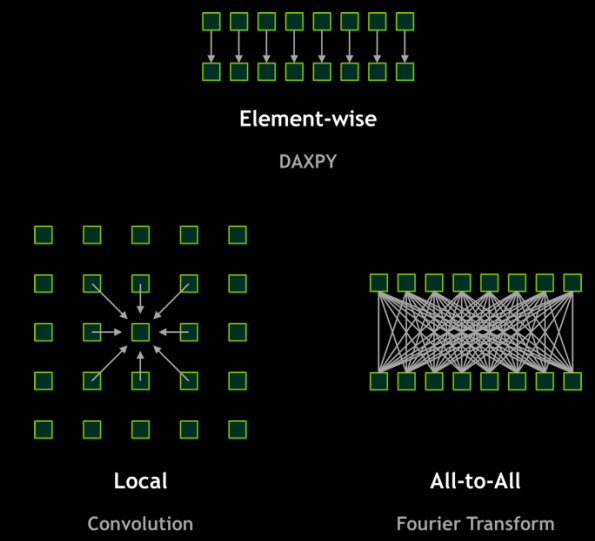 Element-wise
DAXPY
Local
Convolution
All-to-All
Fourier Transform